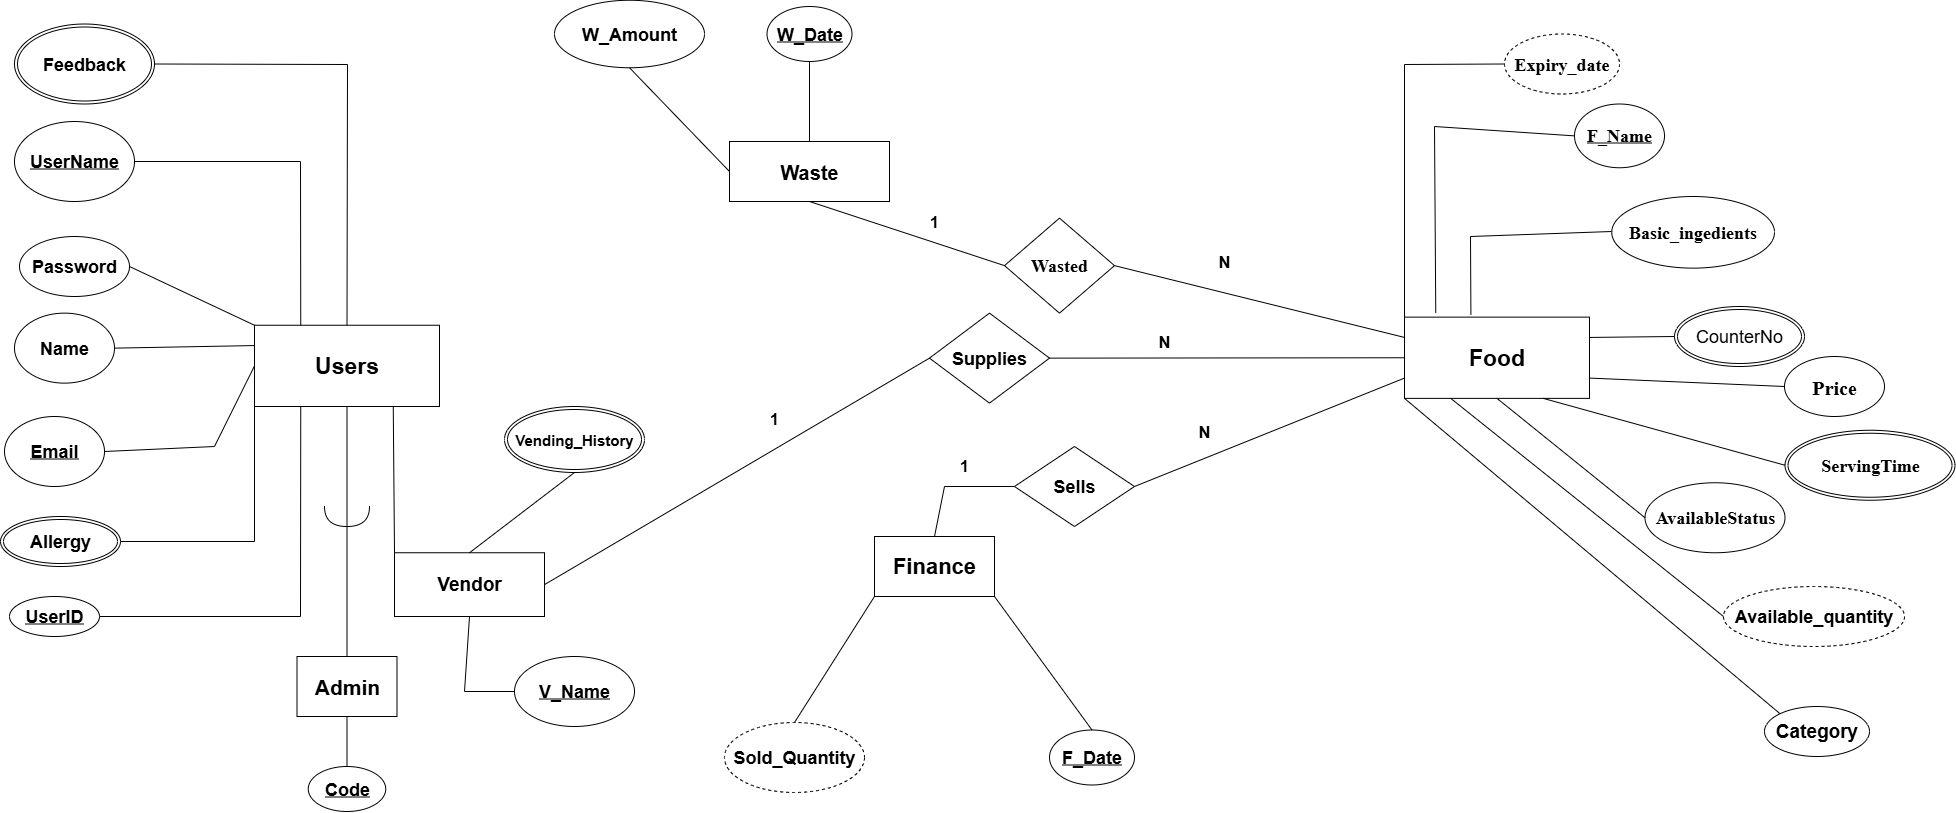 Feedback
UserName
Password
Name
Email
Allergy
UserID
Users
Admin
Code
Vending_History
Vendor
V_Name
W_Amount
W_Date
Waste
1
Wasted
N
Supplies
N
1
1
Sells
N
Finance
Sold_Quantity
F_Date
Expiry_date
F_Name
Basic_ingedients
Food
CounterNo
Price
ServingTime
AvailableStatus
Available_quantity
Category